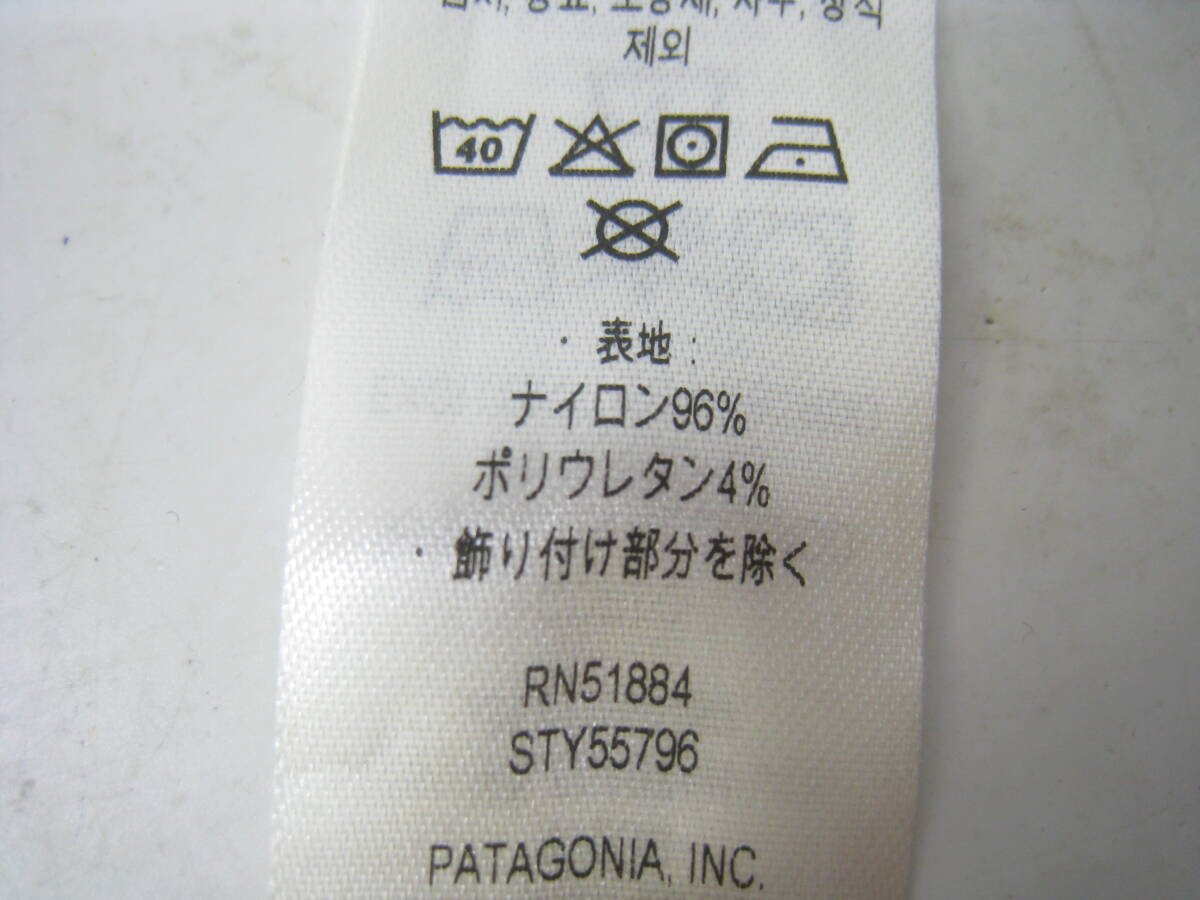 제외
40
· 表地 :
ナイロン96%
ポリウレタン4%
· 飾り付け部分を除く
RN51884
STY55796
PATAGONIA, INC.